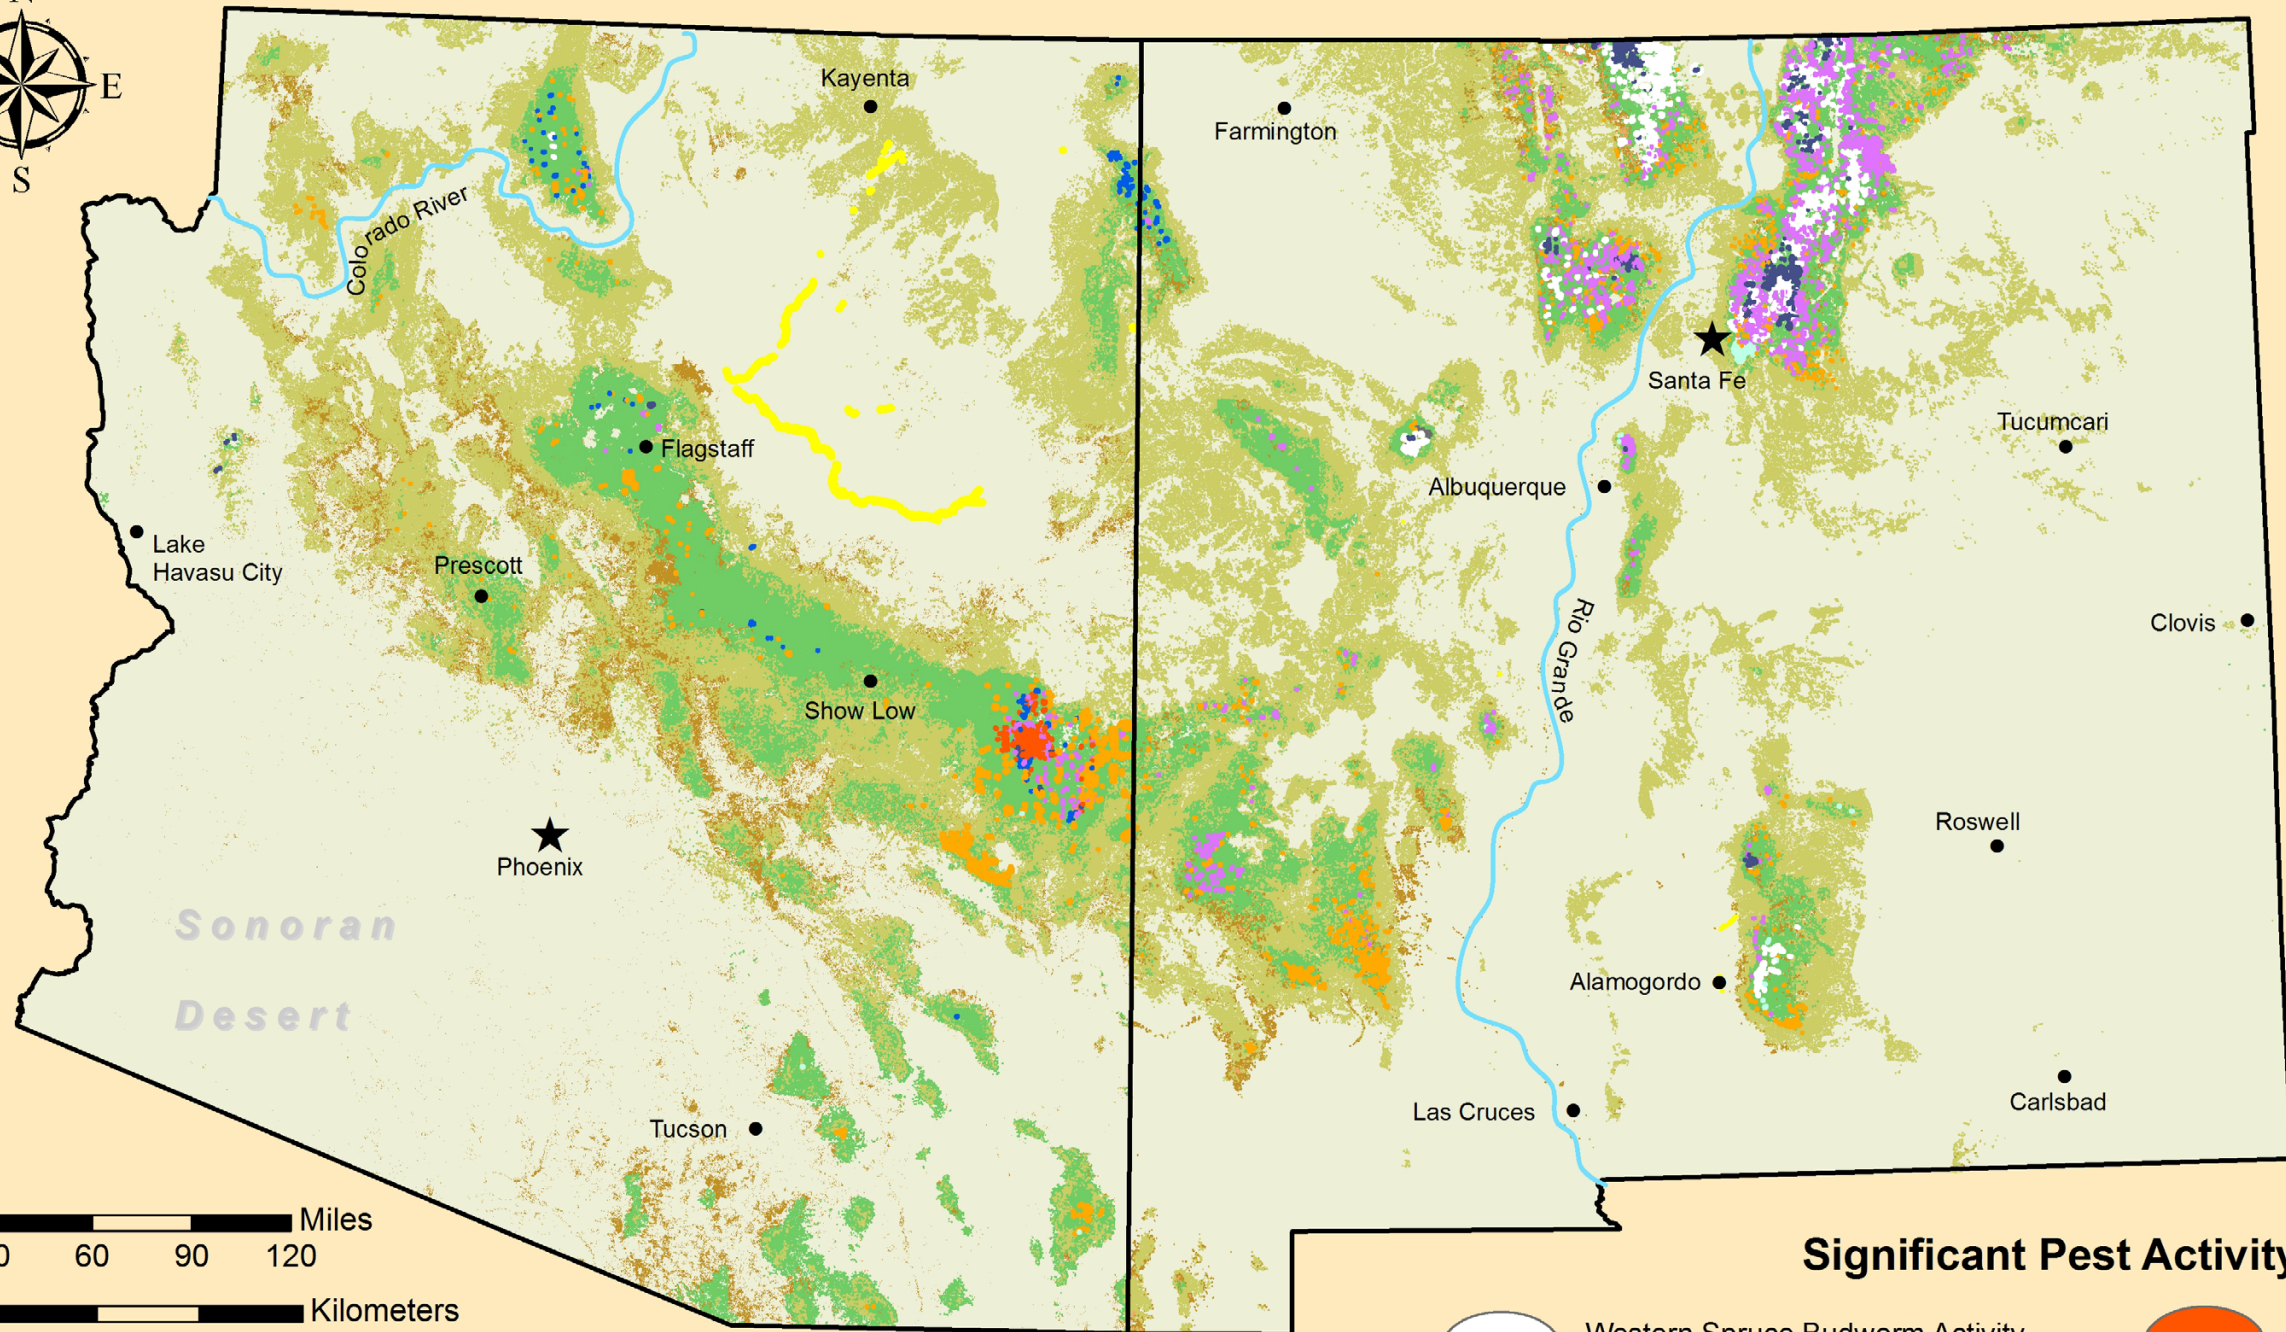 N
E
S
Kayenta
Farmington
Colorado River
Santa Fe
Tucumcari
Flagstaff
Albuquerque
Lake
Havasu City
Prescott
Rio Grande
Clovis
Show Low
Roswell
Phoenix
Sonoran
Desert
Alamogordo
Carlsbad
Las Cruces
Tucson
Miles
0 60 90 120
Kilometers
Significant Pest Activity
Western Spruce Budworm Activity